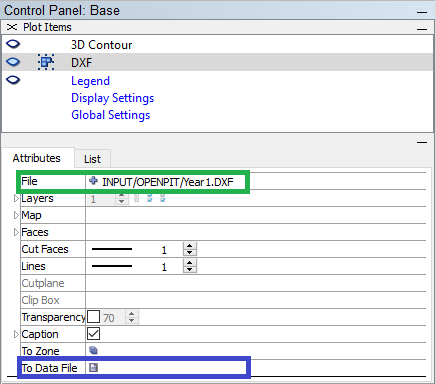 Control Panel: Base
Plot Items
3D Contour
DXF
Legend
Display Settings
Global Settings
Attributes List
File INPUT/OPENPIT/Year1.DXF
Layers 1
Map
Faces
Cut Faces 1
Lines 1
Cutplane
Clip Box
Transparency 70
Caption
To Zone
To Data File